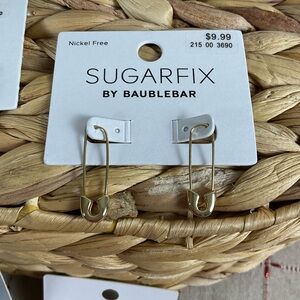 Nickel Free
$9.99
215 00 3690
SUGARFIX
BY BAUBLEBAR